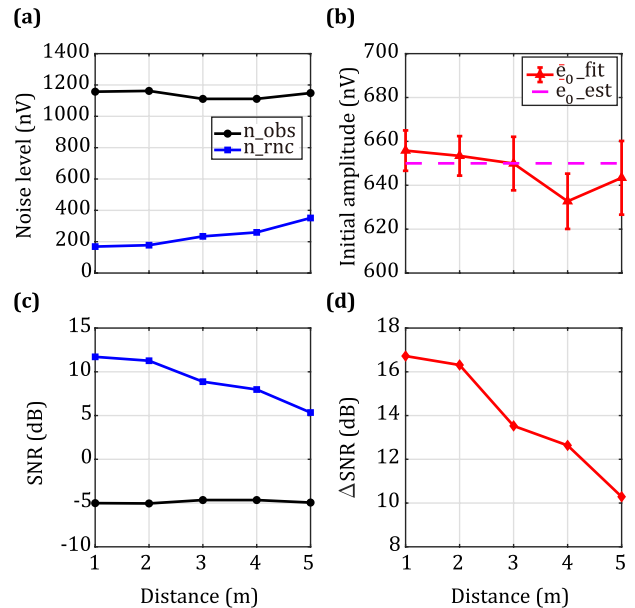 (a)
1400
1200
1000
800
600
400
200
0
Noise level (nV)
n_obs
n_rnc
(b)
700
680
660
640
620
600
Initial amplitude (nV)
ē₀_fit
e₀_est
(c)
15
10
5
0
-5
-10
SNR (dB)
1 2 3 4 5
Distance (m)
(d)
18
16
14
12
10
8
ΔSNR (dB)
1 2 3 4 5
Distance (m)